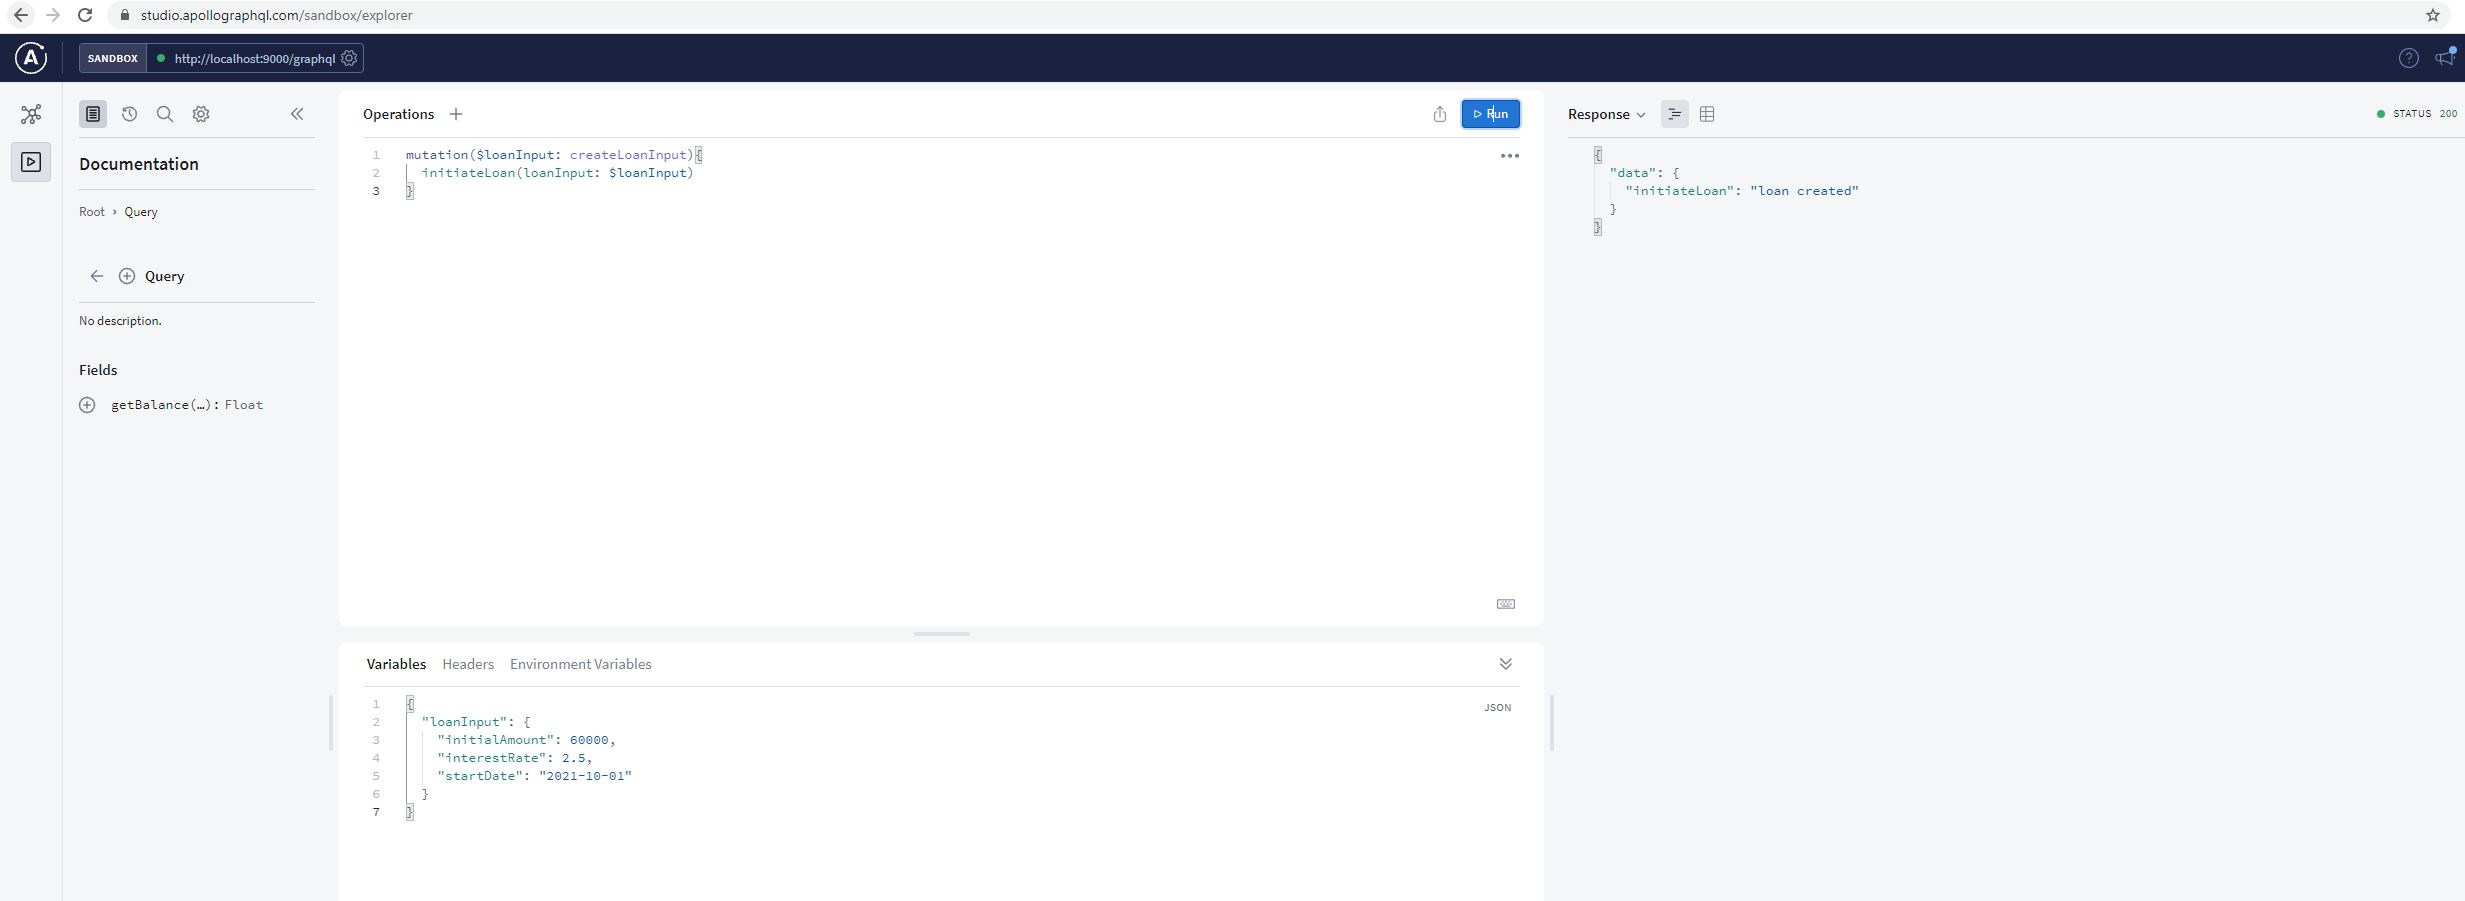 studio.apollographql.com/sandbox/explorer
SANDBOX http://localhost:9000/graphql
Documentation
Root › Query
Query
No description.
Fields
getBalance(…): Float
Operations
Run
1 mutation($loanInput: createLoanInput){
2 initiateLoan(loanInput: $loanInput)
3 }
Variables Headers Environment Variables
JSON
1 {
2 "loanInput": {
3 "initialAmount": 60000,
4 "interestRate": 2.5,
5 "startDate": "2021-10-01"
6 }
7 }
Response
STATUS 200
{
"data": {
"initiateLoan": "loan created"
}
}